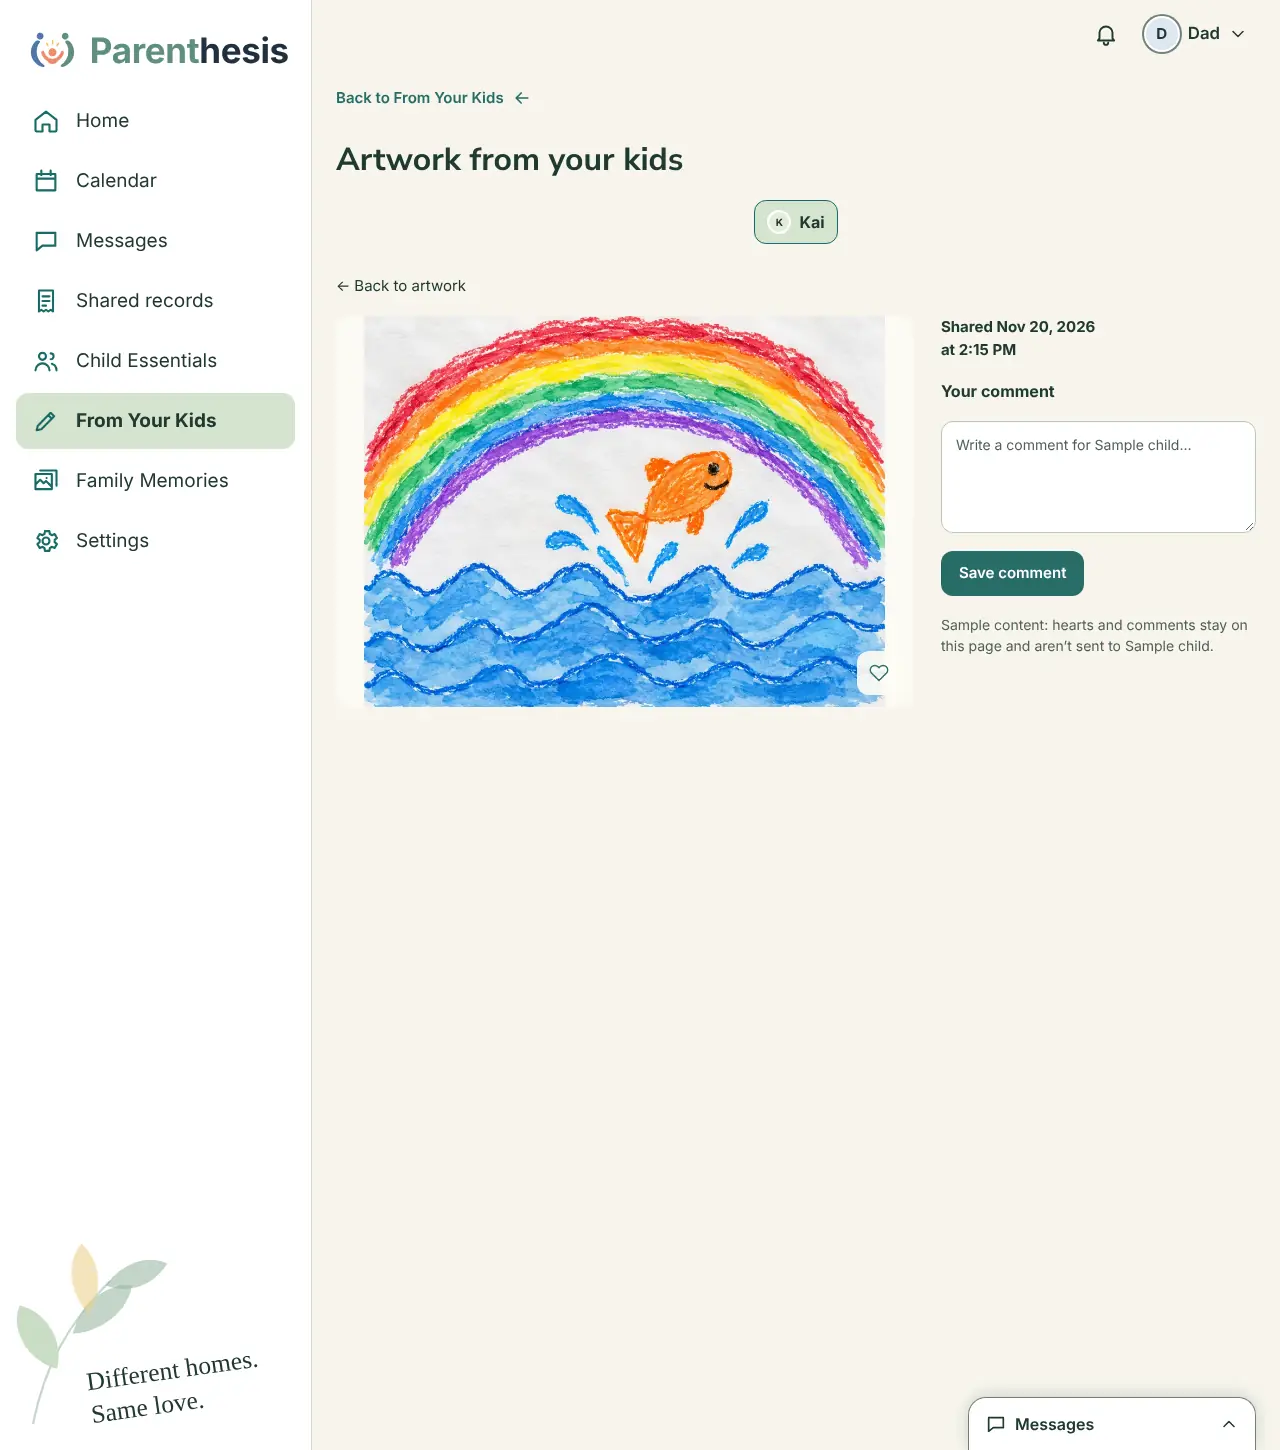 Parenthesis
Home
Calendar
Messages
Shared records
Child Essentials
From Your Kids
Family Memories
Settings
Different homes.
Same love.
D
Dad
Back to From Your Kids ←
Artwork from your kids
K
Kai
← Back to artwork
Shared Nov 20, 2026
at 2:15 PM
Your comment
Write a comment for Sample child...
Save comment
Sample content: hearts and comments stay on
this page and aren’t sent to Sample child.
Messages